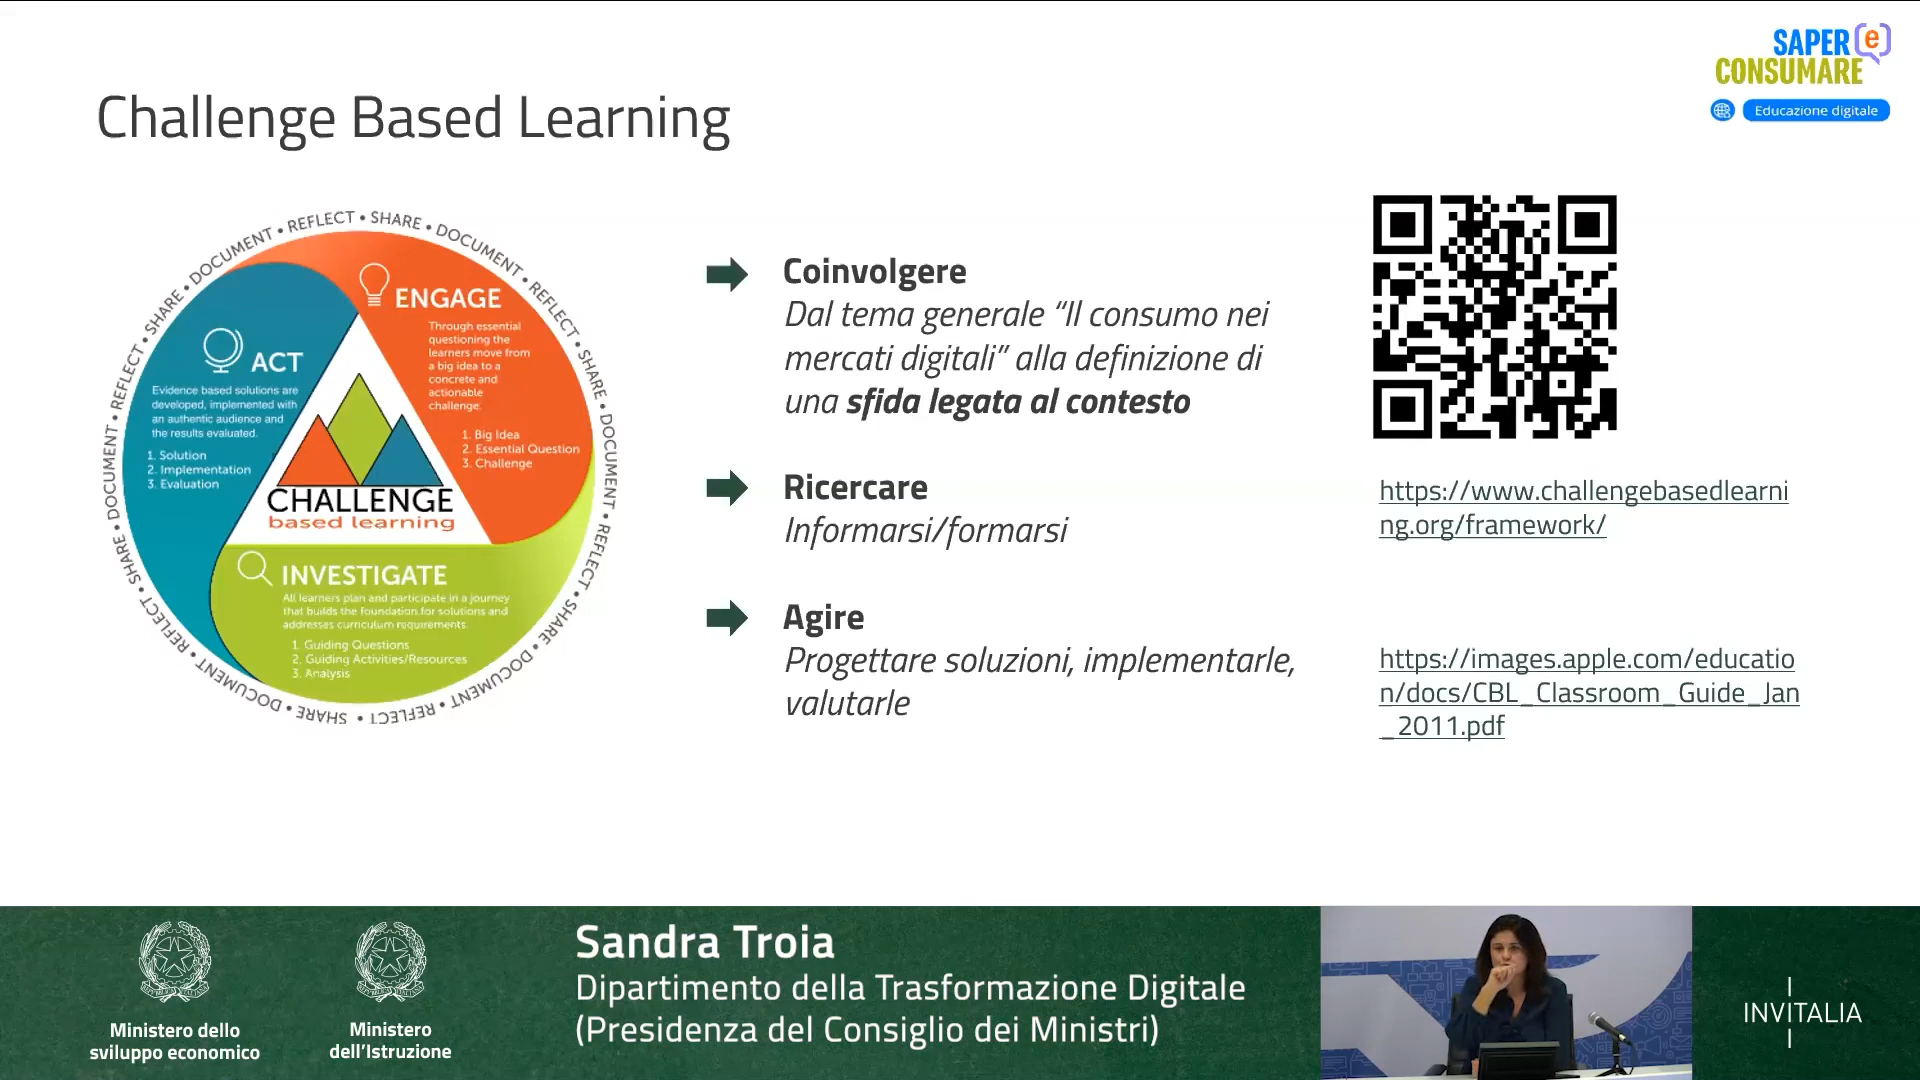 SAPER e
CONSUMARE
Educazione digitale
Challenge Based Learning
REFLECT • SHARE • DOCUMENT • REFLECT • SHARE • DOCUMENT • REFLECT • SHARE • DOCUMENT • REFLECT • SHARE • DOCUMENT • REFLECT • SHARE • DOCUMENT • REFLECT • SHARE • DOCUMENT •
ENGAGE
Through essential
questioning the
learners move from
a big idea to a
concrete and
actionable
challenge.
1. Big Idea
2. Essential Question
3. Challenge
ACT
Evidence based solutions are
developed, implemented with
an authentic audience and
the results evaluated.
1. Solution
2. Implementation
3. Evaluation
CHALLENGE
based learning
INVESTIGATE
All learners plan and participate in a journey
that builds the foundation for solutions and
addresses curriculum requirements.
1. Guiding Questions
2. Guiding Activities/Resources
3. Analysis
Coinvolgere
Dal tema generale “Il consumo nei
mercati digitali” alla definizione di
una sfida legata al contesto
Ricercare
Informarsi/formarsi
Agire
Progettare soluzioni, implementarle,
valutarle
https://www.challengebasedlearni
ng.org/framework/
https://images.apple.com/educatio
n/docs/CBL_Classroom_Guide_Jan
_2011.pdf
Ministero dello
sviluppo economico
Ministero
dell’Istruzione
Sandra Troia
Dipartimento della Trasformazione Digitale
(Presidenza del Consiglio dei Ministri)
INVITALIA